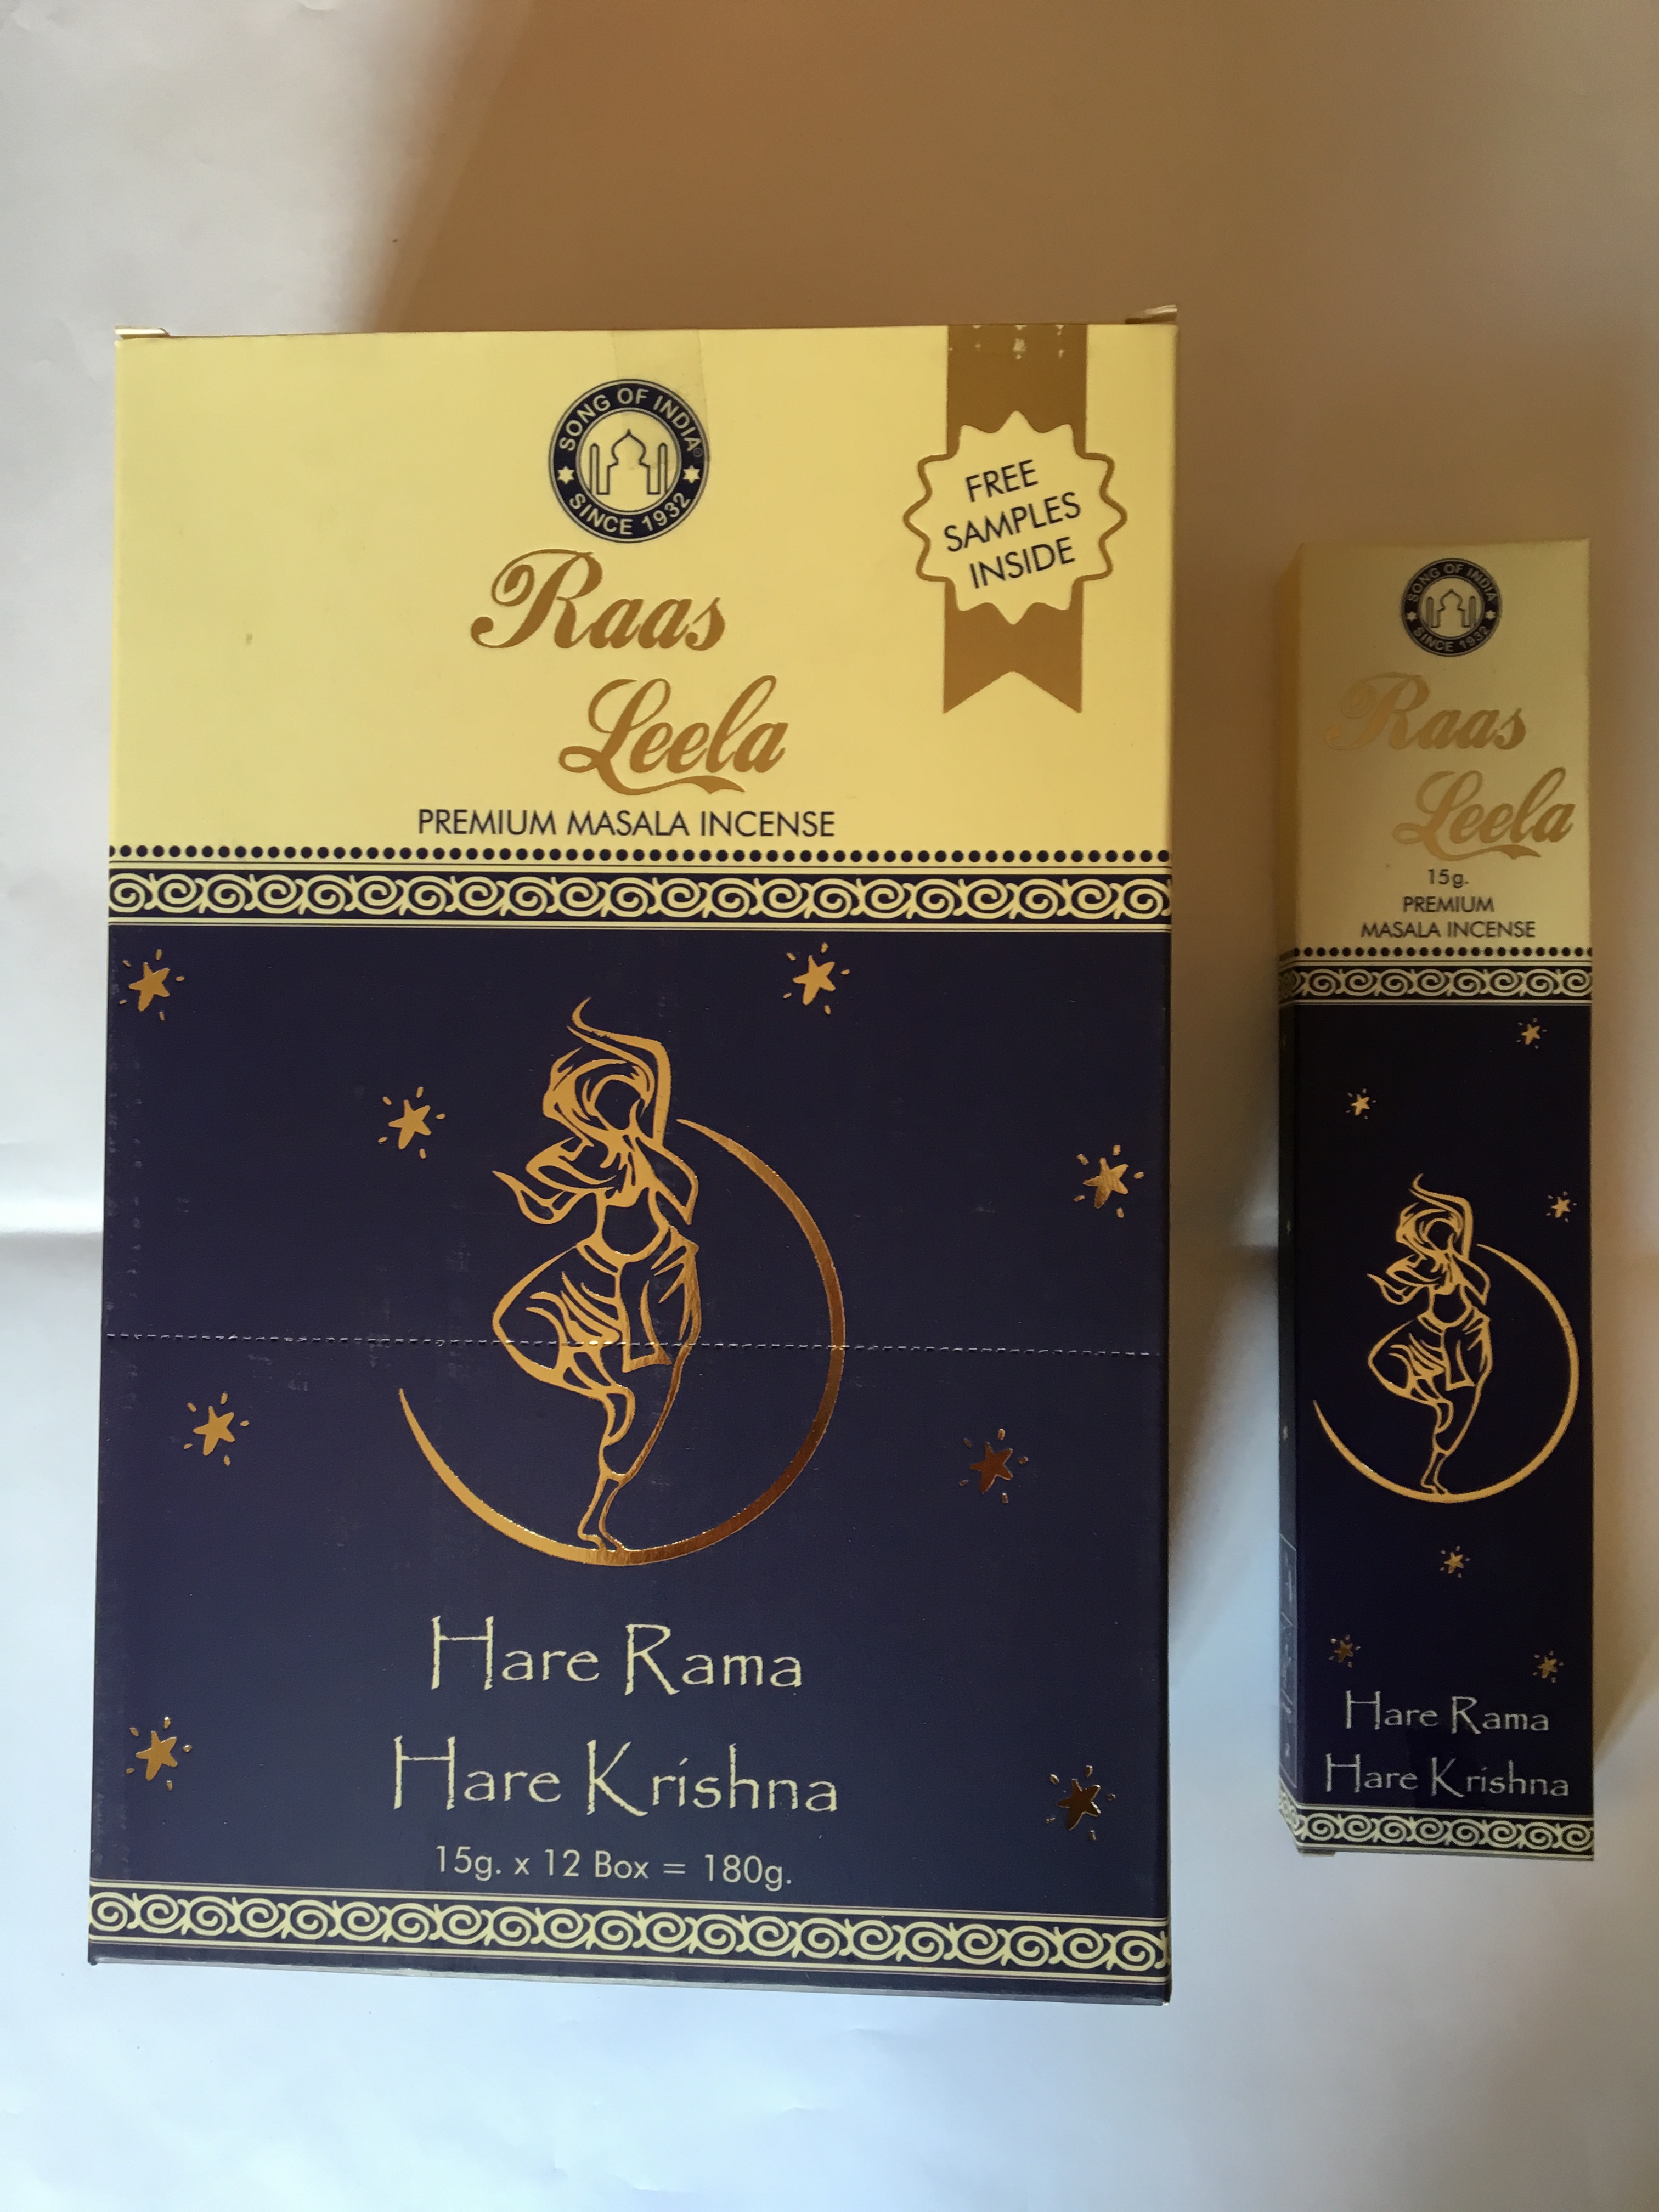 SONG OF INDIA
SINCE 1932
Raas
Leela
PREMIUM MASALA INCENSE
FREE
SAMPLES
INSIDE
Hare Rama
Hare Krishna
15g. x 12 Box = 180g.
SONG OF INDIA
SINCE 1932
Raas
Leela
15g.
PREMIUM
MASALA INCENSE
Hare Rama
Hare Krishna